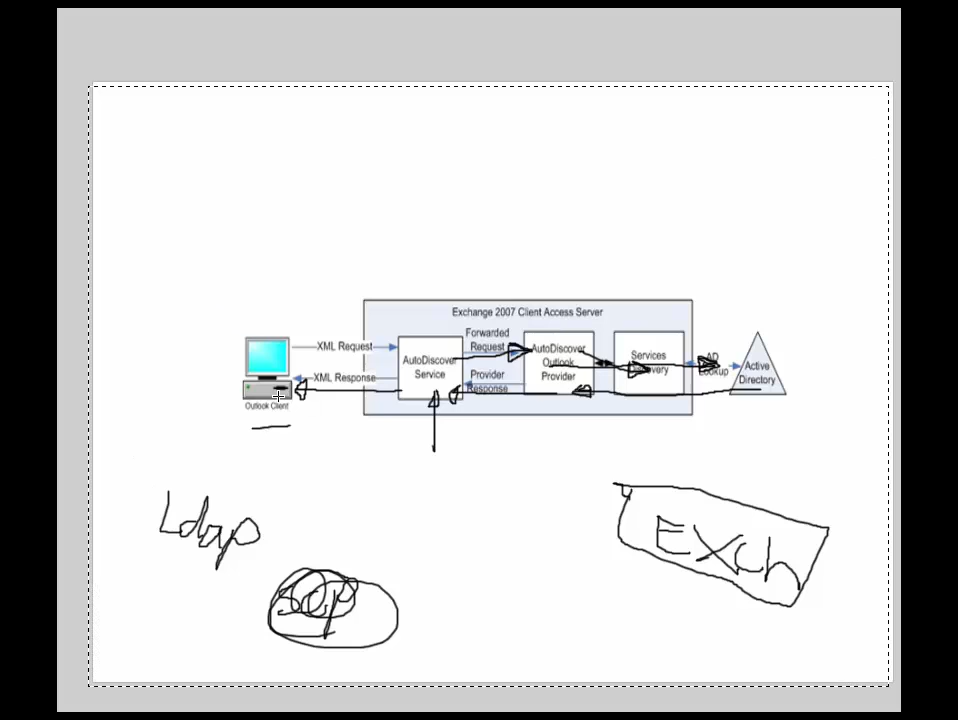 Exchange 2007 Client Access Server
Forwarded
Request
XML Request
AutoDiscover
Service
AutoDiscover
Outlook
Provider
Services
Discovery
AD
Lookup
Active
Directory
XML Response
Provider
Response
Outlook Client
Ldap
Exch